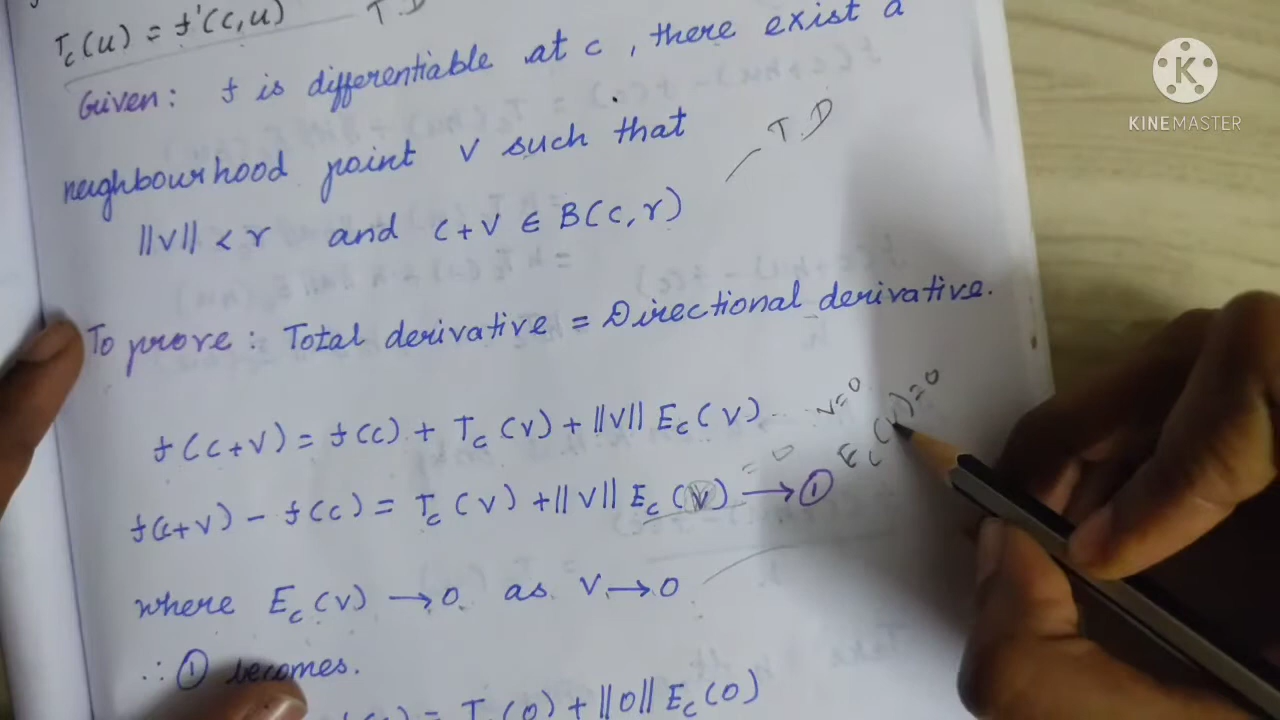 T_c(u) = f'(c,u) T.D
Given: f is differentiable at c, there exist a
neighbourhood point v such that
T.D
||v|| < r and c+v ∈ B(c,r)
To prove: Total derivative = Directional derivative.
f(c+v) = f(c) + T_c(v) + ||v|| E_c(v)
v=0
E_c(v)=0
f(c+v) - f(c) = T_c(v) + ||v|| E_c(v) → ①
= 0
where E_c(v) → 0 as v → 0
∴ ① becomes.
= T_c(0) + ||0|| E_c(0)
K
KINEMASTER